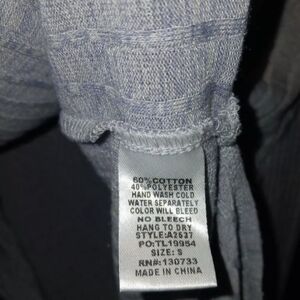 60% COTTON
40% POLYESTER
HAND WASH COLD
WATER SEPARATELY
COLOR WILL BLEED
NO BLEECH
HANG TO DRY
STYLE:A2627
PO:TL19954
SIZE: S
RN#:130733
MADE IN CHINA